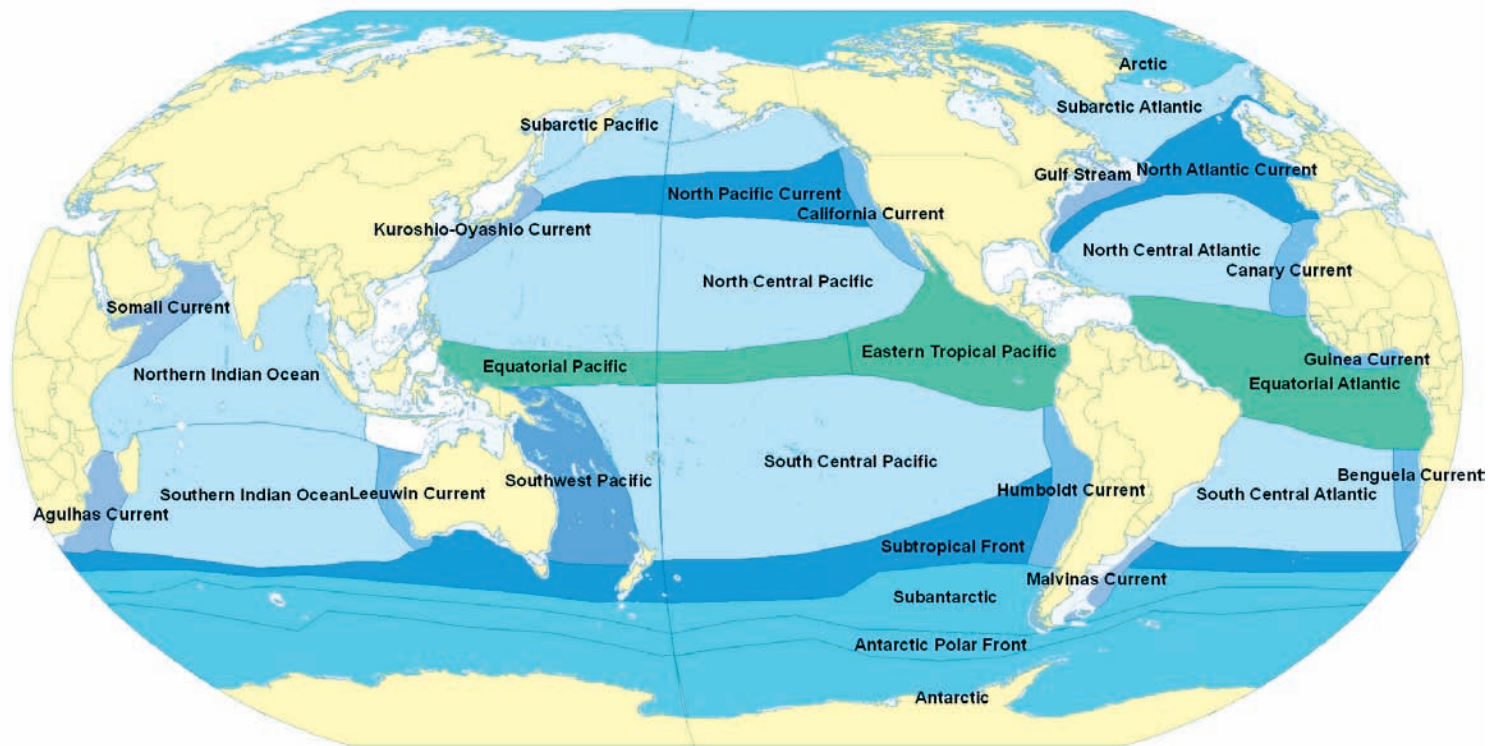 Arctic
Subarctic Atlantic
Subarctic Pacific
Gulf Stream
North Atlantic Current
North Pacific Current
California Current
Kuroshio-Oyashio Current
North Central Atlantic
Canary Current
North Central Pacific
Somali Current
Eastern Tropical Pacific
Guinea Current
Equatorial Pacific
Northern Indian Ocean
Equatorial Atlantic
South Central Pacific
Benguela Current
Southwest Pacific
Southern Indian Ocean
Leeuwin Current
Humboldt Current
South Central Atlantic
Agulhas Current
Subtropical Front
Malvinas Current
Subantarctic
Antarctic Polar Front
Antarctic